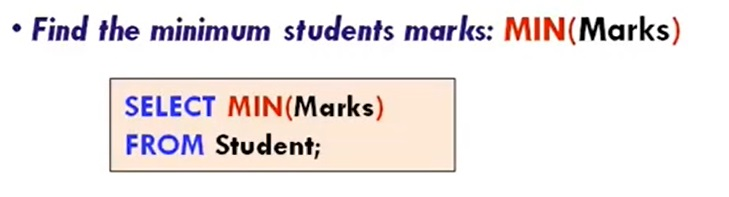 • Find the minimum students marks: MIN(Marks)
SELECT MIN(Marks)
FROM Student;